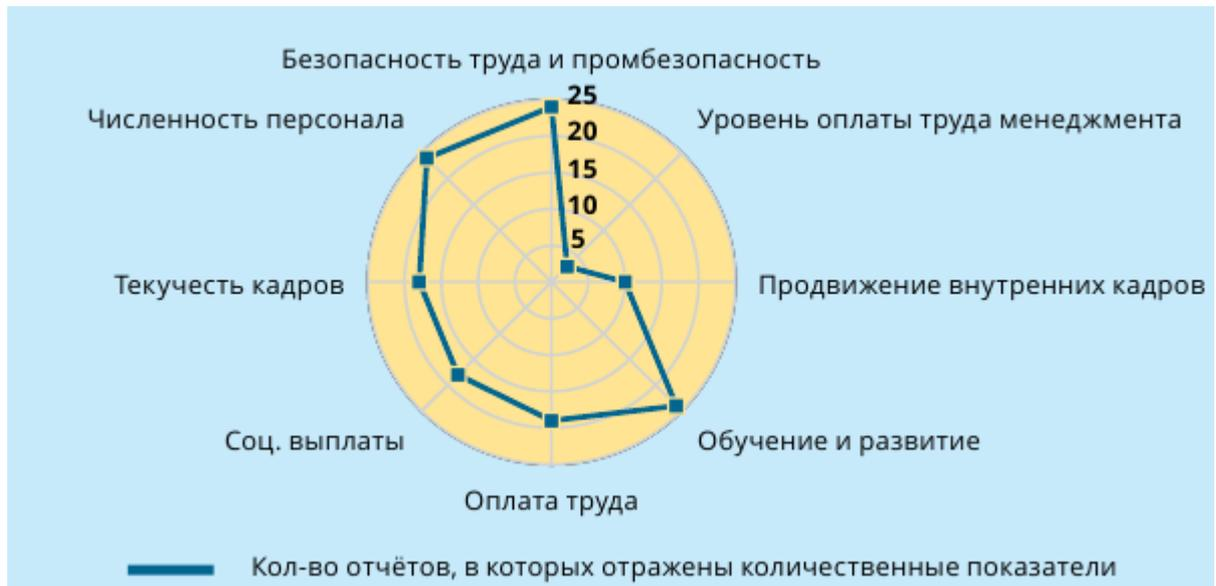 Безопасность труда и промбезопасность
25
Численность персонала
Уровень оплаты труда менеджмента
20
15
10
5
Текучесть кадров
Продвижение внутренних кадров
Соц. выплаты
Обучение и развитие
Оплата труда
Кол-во отчётов, в которых отражены количественные показатели